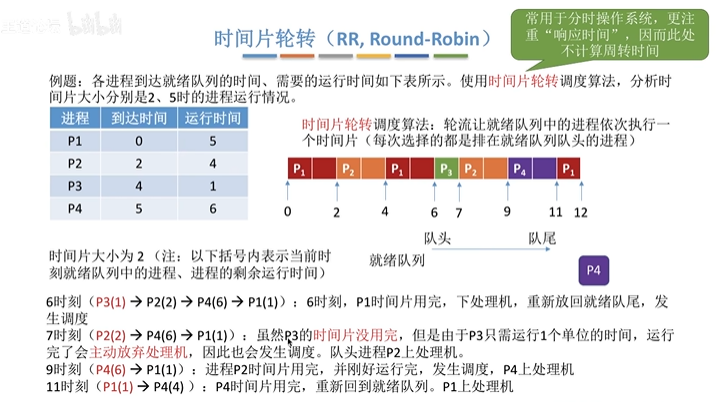 时间片轮转（RR, Round-Robin）
常用于分时操作系统，更注
重“响应时间”，因而此处
不计算周转时间
例题：各进程到达就绪队列的时间、需要的运行时间如下表所示。使用时间片轮转调度算法，分析时
间片大小分别是2、5时的进程运行情况。
进程 到达时间 运行时间
P1 0 5
P2 2 4
P3 4 1
P4 5 6
时间片轮转调度算法：轮流让就绪队列中的进程依次执行一
个时间片（每次选择的都是排在就绪队列队头的进程）
P1 P2 P1 P3 P2 P4 P1
0 2 4 6 7 9 11 12
队头 队尾
就绪队列
P4
时间片大小为 2 （注：以下括号内表示当前时
刻就绪队列中的进程、进程的剩余运行时间）
6时刻（P3(1) → P2(2) → P4(6) → P1(1)）：6时刻，P1时间片用完，下处理机，重新放回就绪队尾，发
生调度
7时刻（P2(2) → P4(6) → P1(1)）：虽然P3的时间片没用完，但是由于P3只需运行1个单位的时间，运行
完了会主动放弃处理机，因此也会发生调度。队头进程P2上处理机。
9时刻（P4(6) → P1(1)）：进程P2时间片用完，并刚好运行完，发生调度，P4上处理机
11时刻（P1(1) → P4(4) ）：P4时间片用完，重新回到就绪队列。P1上处理机